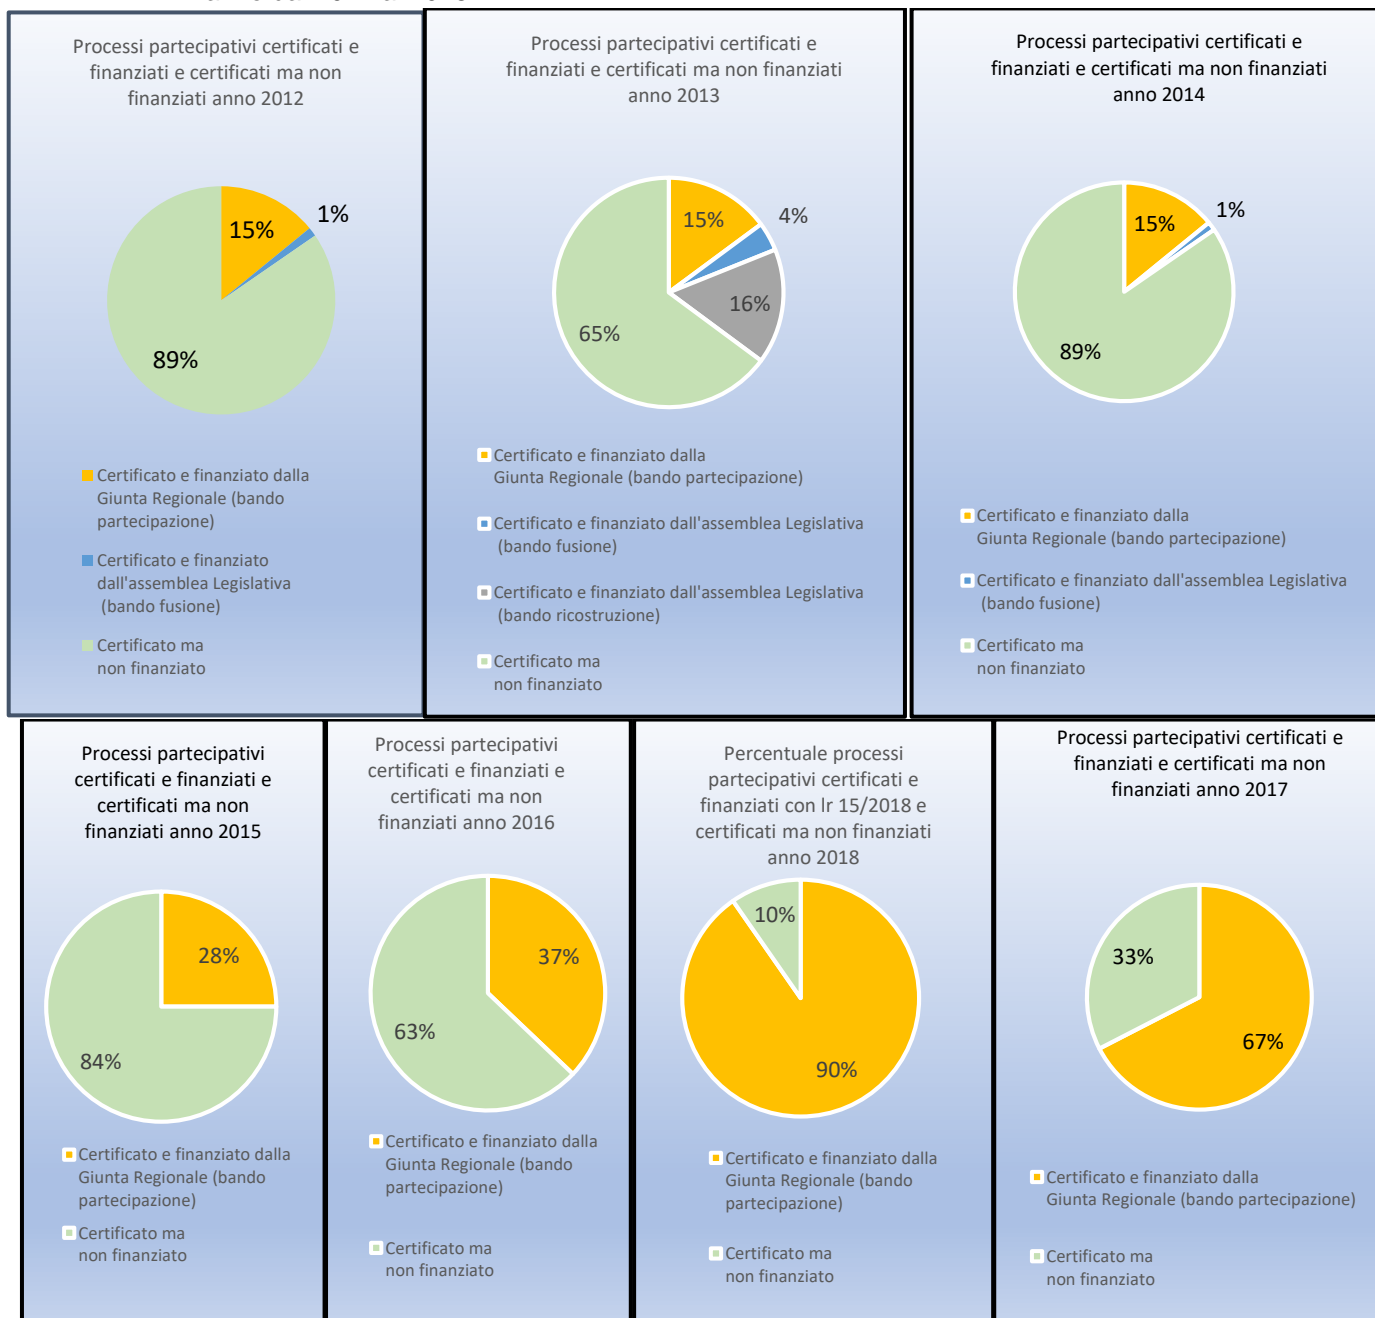 Processi partecipativi certificati e
finanziati e certificati ma non
finanziati anno 2012
15%
1%
89%
Certificato e finanziato dalla
Giunta Regionale (bando
partecipazione)
Certificato e finanziato
dall'assemblea Legislativa
(bando fusione)
Certificato ma
non finanziato
Processi partecipativi certificati e
finanziati e certificati ma non finanziati
anno 2013
15%
4%
16%
65%
Certificato e finanziato dalla
Giunta Regionale (bando partecipazione)
Certificato e finanziato dall'assemblea Legislativa
(bando fusione)
Certificato e finanziato dall'assemblea Legislativa
(bando ricostruzione)
Certificato ma
non finanziato
Processi partecipativi certificati e
finanziati e certificati ma non finanziati
anno 2014
15%
1%
89%
Certificato e finanziato dalla
Giunta Regionale (bando partecipazione)
Certificato e finanziato dall'assemblea Legislativa
(bando fusione)
Certificato ma
non finanziato
Processi partecipativi
certificati e finanziati e
certificati ma non
finanziati anno 2015
28%
84%
Certificato e finanziato dalla
Giunta Regionale (bando
partecipazione)
Certificato ma
non finanziato
Processi partecipativi
certificati e finanziati e
certificati ma non
finanziati anno 2016
37%
63%
Certificato e finanziato dalla
Giunta Regionale (bando
partecipazione)
Certificato ma
non finanziato
Percentuale processi
partecipativi certificati e
finanziati con lr 15/2018 e
certificati ma non finanziati
anno 2018
10%
90%
Certificato e finanziato dalla
Giunta Regionale (bando
partecipazione)
Certificato ma
non finanziato
Processi partecipativi certificati e
finanziati e certificati ma non
finanziati anno 2017
33%
67%
Certificato e finanziato dalla
Giunta Regionale (bando partecipazione)
Certificato ma
non finanziato